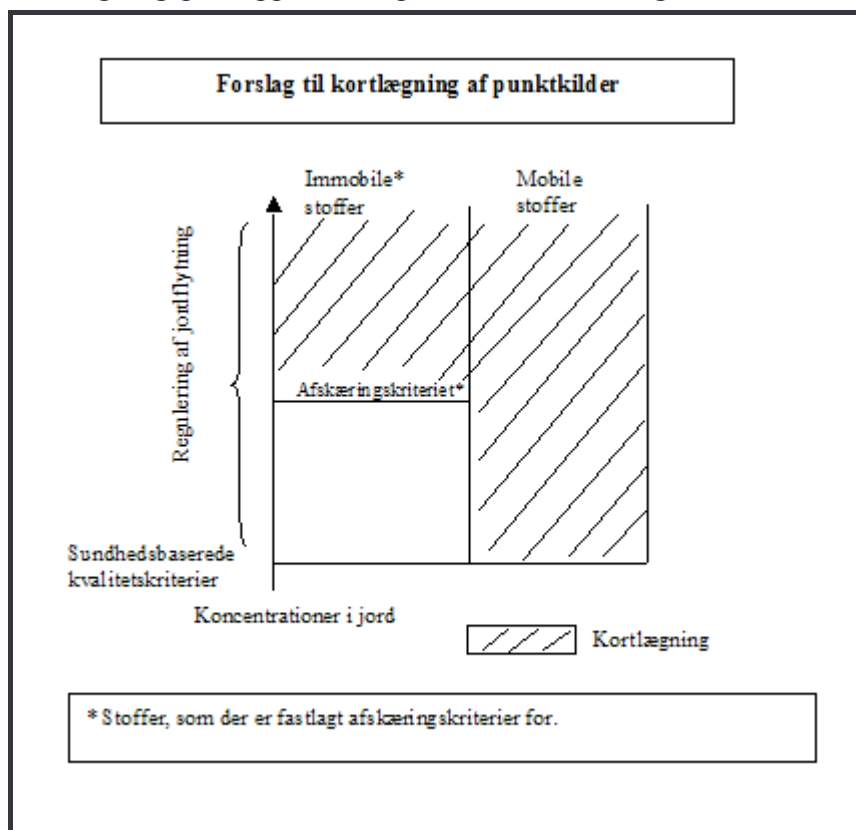 Forslag til kortlægning af punktkilder
Immobile*
stoffer
Mobile
stoffer
Regulering af jordflytning
Afskæringskriteriet*
Sundhedsbaserede
kvalitetskriterier
Koncentrationer i jord
Kortlægning
* Stoffer, som der er fastlagt afskæringskriterier for.